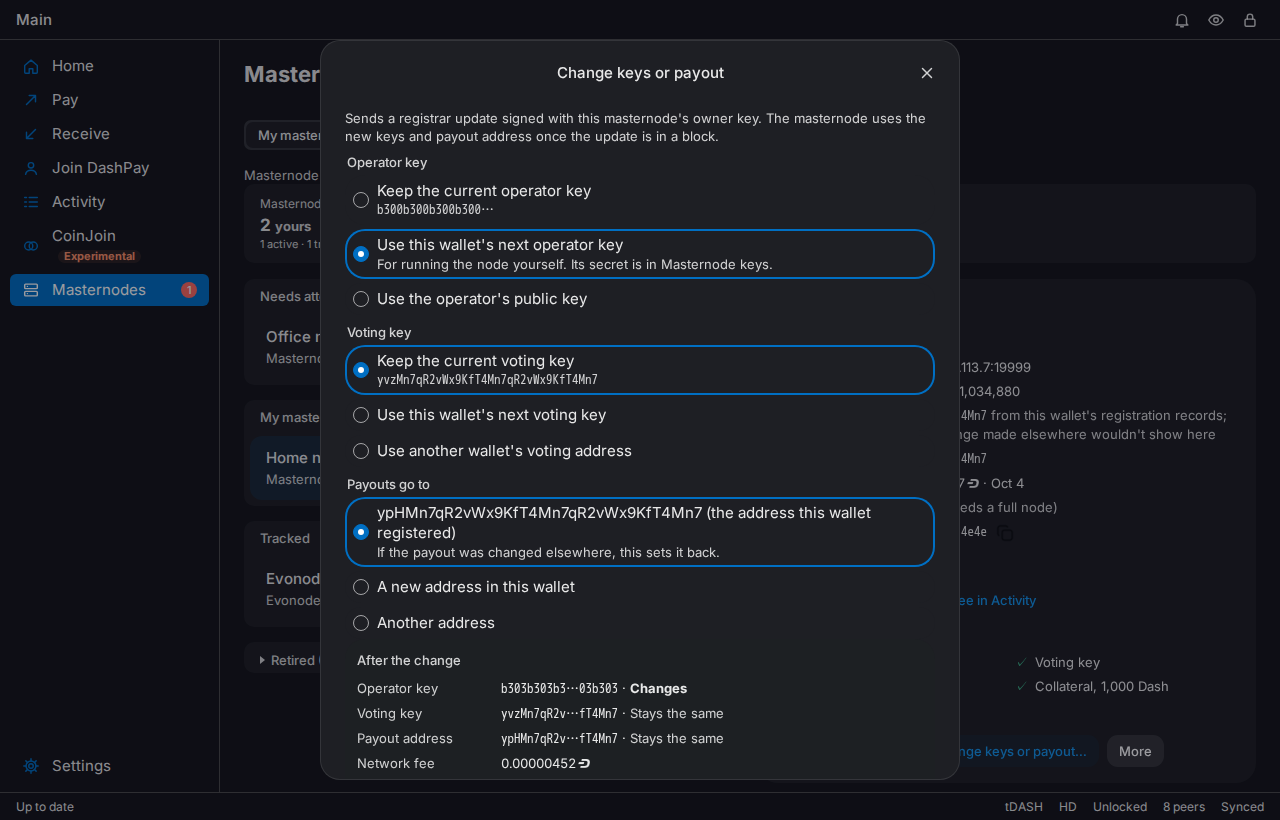 Main
Home
Pay
Receive
Join DashPay
Activity
CoinJoin
Experimental
Masternodes
1
Settings
Master
My master
Masternode
Masternod
2 yours
1 active · 1 tr
Needs atte
Office n
Masterno
My maste
Home n
Masterno
Tracked
Evonod
Evonode
Retired
Change keys or payout
Sends a registrar update signed with this masternode's owner key. The masternode uses the
new keys and payout address once the update is in a block.
Operator key
Keep the current operator key
b300b300b300b300···
Use this wallet's next operator key
For running the node yourself. Its secret is in Masternode keys.
Use the operator's public key
Voting key
Keep the current voting key
yvzMn7qR2vWx9KfT4Mn7qR2vWx9KfT4Mn7
Use this wallet's next voting key
Use another wallet's voting address
Payouts go to
ypHMn7qR2vWx9KfT4Mn7qR2vWx9KfT4Mn7 (the address this wallet
registered)
If the payout was changed elsewhere, this sets it back.
A new address in this wallet
Another address
After the change
Operator key b303b303b3···03b303 · Changes
Voting key yvzMn7qR2v···fT4Mn7 · Stays the same
Payout address ypHMn7qR2v···fT4Mn7 · Stays the same
Network fee 0.00000452
.113.7:19999
1,034,880
4Mn7 from this wallet's registration records;
nge made elsewhere wouldn't show here
4Mn7
7 · Oct 4
eeds a full node)
4e4e
ee in Activity
✓ Voting key
✓ Collateral, 1,000 Dash
nge keys or payout...
More
Up to date
tDASH HD Unlocked 8 peers Synced